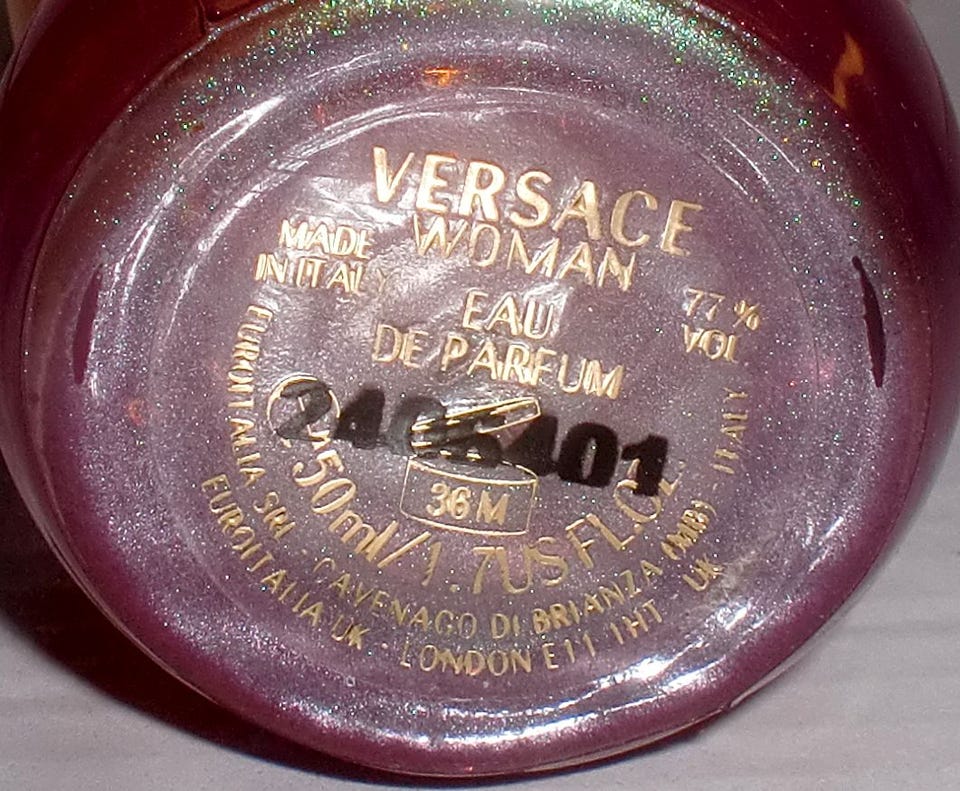 VERSACE
WOMAN
MADE
IN ITALY
EAU
DE PARFUM
77 %
VOL
36 M
50ml/1.7US FL.OZ.
EUROITALIA SRL - CAVENAGO DI BRIANZA (MB) - ITALY
EUROITALIA UK - LONDON E11 1HT - UK